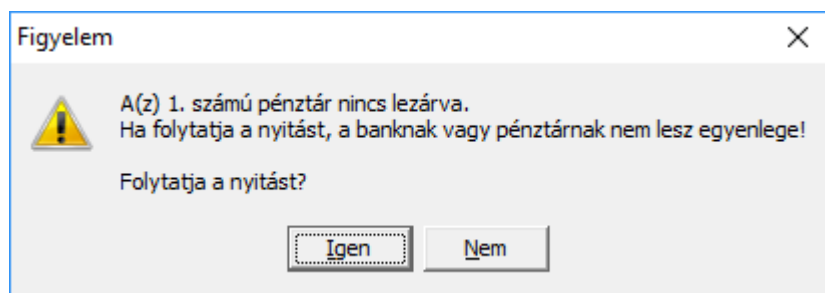 Figyelem
A(z) 1. számú pénztár nincs lezárva.
Ha folytatja a nyitást, a banknak vagy pénztárnak nem lesz egyenlege!
Folytatja a nyitást?
Igen
Nem